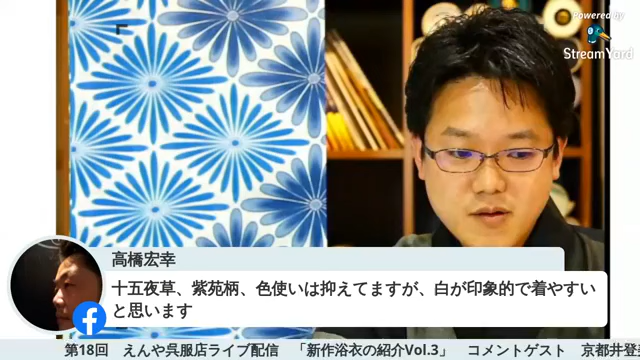 Powered by
StreamYard
高橋宏幸
十五夜草、紫苑柄、色使いは抑えてますが、白が印象的で着やすい
と思います
第18回 えんや呉服店ライブ配信 「新作浴衣の紹介Vol.3」 コメントゲスト 京都井登